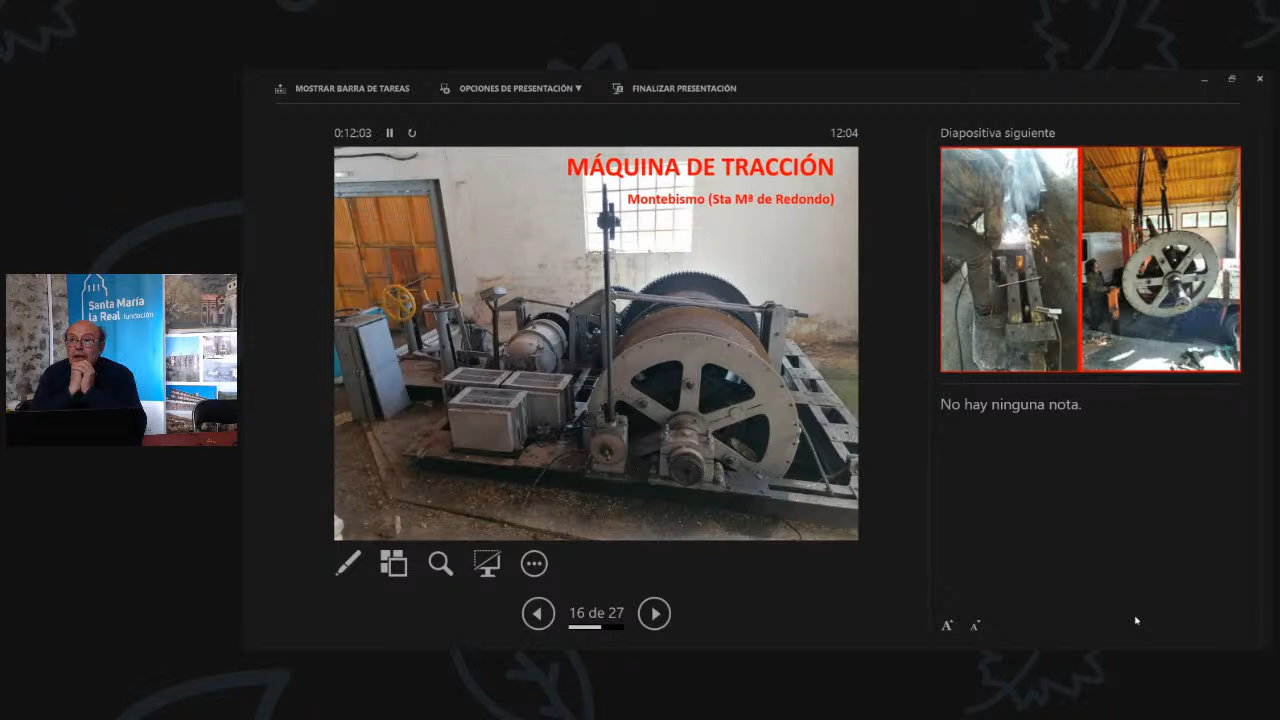 MOSTRAR BARRA DE TAREAS
OPCIONES DE PRESENTACIÓN
FINALIZAR PRESENTACIÓN
0:12:03
12:04
Diapositiva siguiente
MÁQUINA DE TRACCIÓN
Montebismo (Sta Mª de Redondo)
Santa María
la Real fundación
No hay ninguna nota.
16 de 27
A A